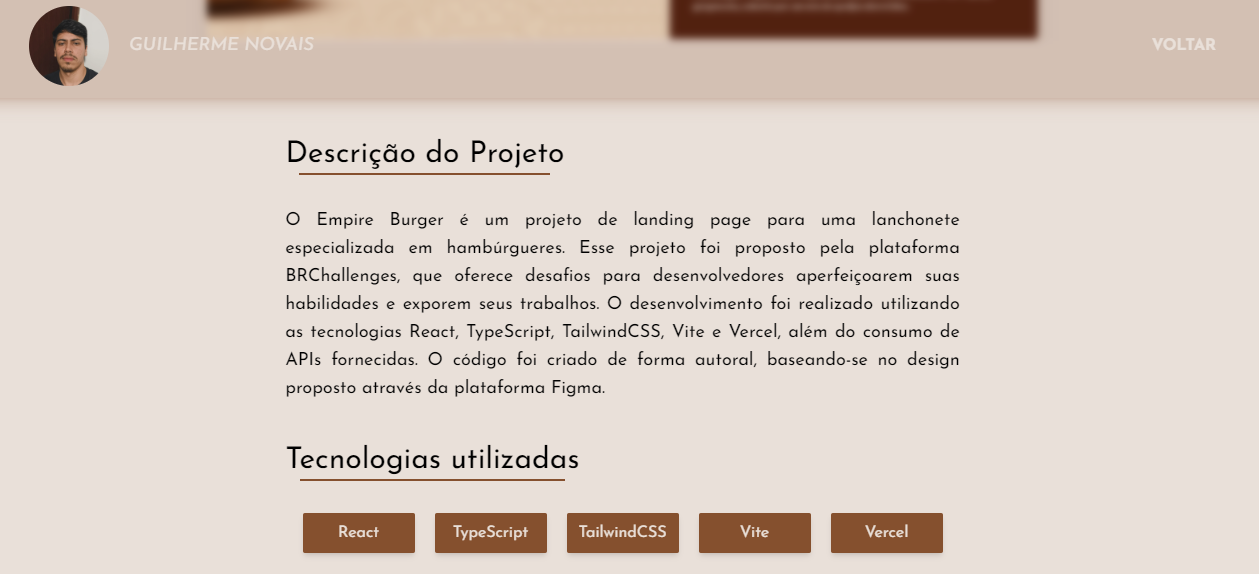 GUILHERME NOVAIS
VOLTAR
Descrição do Projeto
O Empire Burger é um projeto de landing page para uma lanchonete
especializada em hambúrgueres. Esse projeto foi proposto pela plataforma
BRChallenges, que oferece desafios para desenvolvedores aperfeiçoarem suas
habilidades e exporem seus trabalhos. O desenvolvimento foi realizado utilizando
as tecnologias React, TypeScript, TailwindCSS, Vite e Vercel, além do consumo de
APIs fornecidas. O código foi criado de forma autoral, baseando-se no design
proposto através da plataforma Figma.
Tecnologias utilizadas
React
TypeScript
TailwindCSS
Vite
Vercel